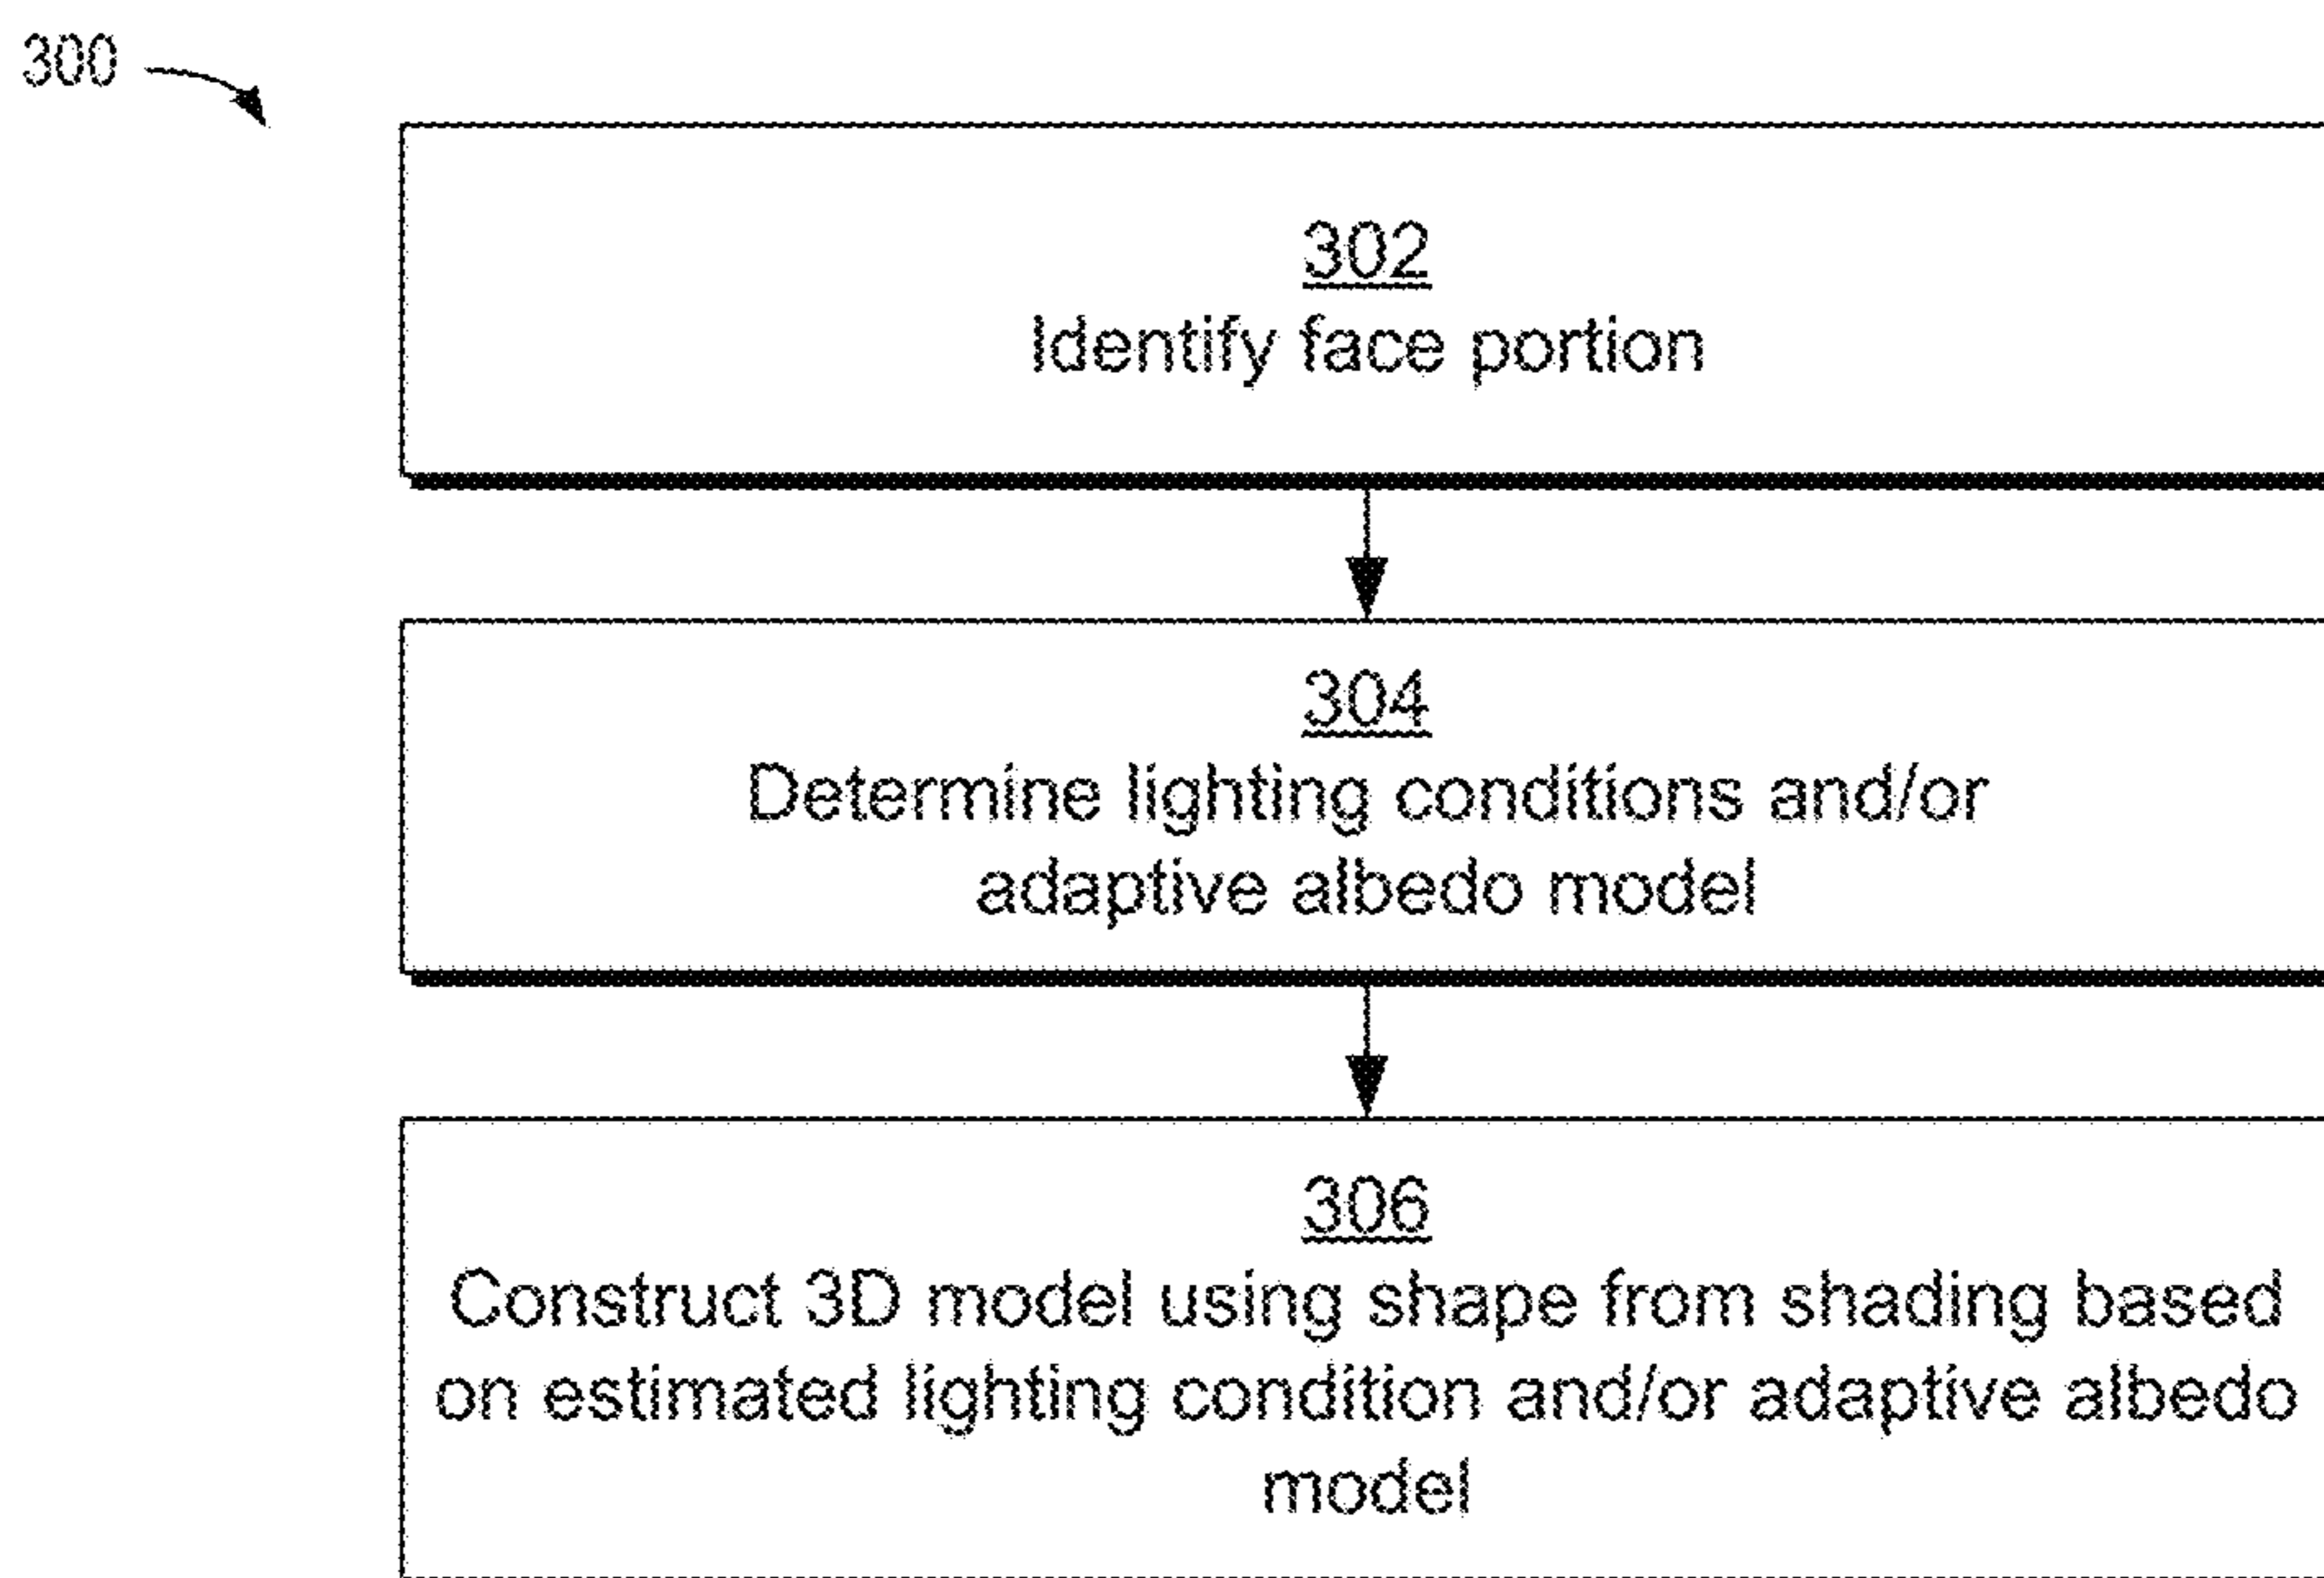 300
302
Identify face portion
304
Determine lighting conditions and/or
adaptive albedo model
306
Construct 3D model using shape from shading based
on estimated lighting condition and/or adaptive albedo
model